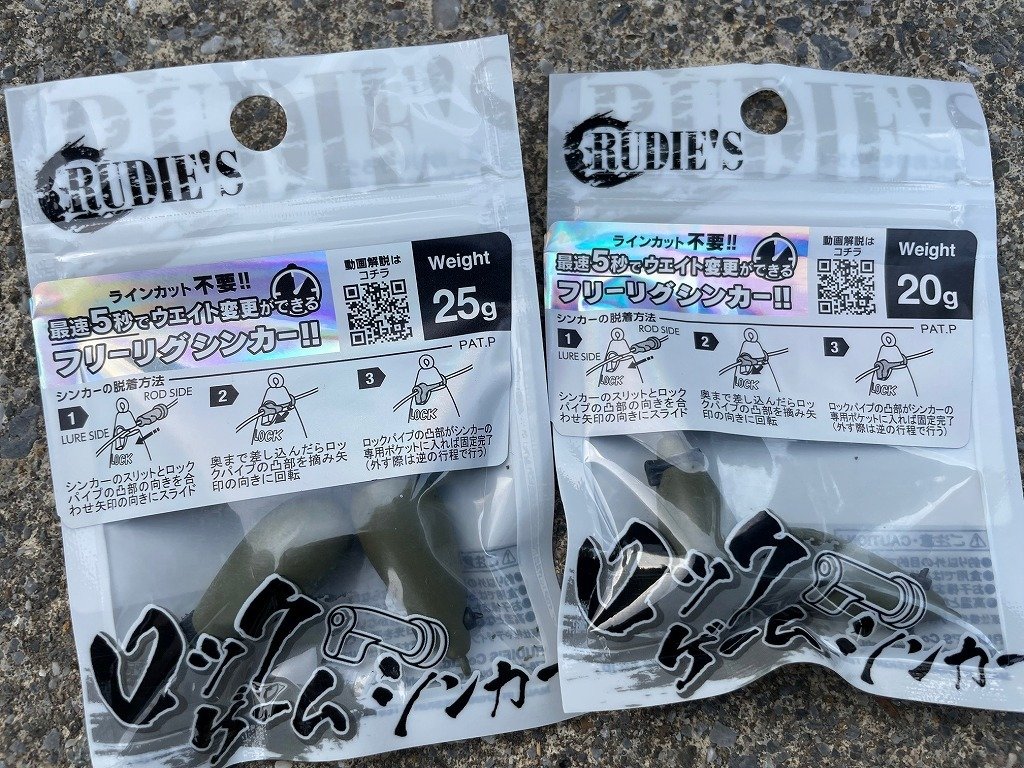 RUDIE'S
ラインカット 不要!!
最速5秒でウエイト変更ができる
フリーリグシンカー!!
動画解説は
コチラ
Weight
25g
PAT.P
シンカーの脱着方法
1
ROD SIDE
LURE SIDE
LOCK
シンカーのスリットとロック
パイプの凸部の向きを合
わせ矢印の向きにスライド
2
LOCK
奥まで差し込んだらロッ
クパイプの凸部を摘み矢
印の向きに回転
3
LOCK
ロックパイプの凸部がシンカーの
専用ポケットに入れば固定完了
(外す際は逆の行程で行う)
ロック
ゲームシンカー
RUDIE'S
ラインカット 不要!!
最速5秒でウエイト変更ができる
フリーリグシンカー!!
動画解説は
コチラ
Weight
20g
PAT.P
シンカーの脱着方法
1
ROD SIDE
LURE SIDE
LOCK
シンカーのスリットとロック
パイプの凸部の向きを合
わせ矢印の向きにスライド
2
LOCK
奥まで差し込んだらロッ
クパイプの凸部を摘み矢
印の向きに回転
3
LOCK
ロックパイプの凸部がシンカーの
専用ポケットに入れば固定完了
(外す際は逆の行程で行う)
ロック
ゲームシンカー